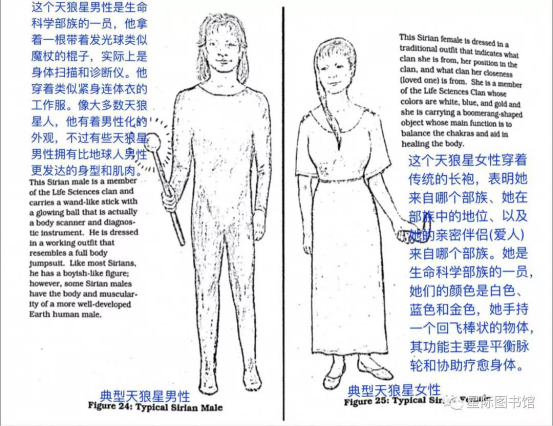 这个天狼星男性是生命
科学部族的一员，他拿
着一根带着发光球类似
魔杖的棍子，实际上是
身体扫描和诊断仪。他
穿着类似紧身连体衣的
工作服。像大多数天狼
星人，他有着男性化的
外观，不过有些天狼星
男性拥有比地球人男性
更发达的身型和肌肉。
This Sirian male is a member
of the Life Sciences clan and
carries a wand-like stick with
a glowing ball that is actually
a body scanner and diagnos-
tic instrument. He is dressed
in a working outfit that
resembles a full body
jumpsuit. Like most Sirians,
he has a boyish-like figure;
however, some Sirian males
have the body and muscular-
ity of a more well-developed
Earth human male.
典型天狼星男性
Figure 24: Typical Sirian Male
This Sirian female is dressed in a
traditional outfit that indicates what
clan she is from, her position in the
clan, and what clan her closeness
(loved one) is from. She is a member
of the Life Sciences Clan whose
colors are white, blue, and gold and
she is carrying a boomerang-shaped
object whose main function is to
balance the chakras and aid in
healing the body.
这个天狼星女性穿着
传统的长袍，表明她
来自哪个部族、她在
部族中的地位、以及
她的亲密伴侣(爱人)
来自哪个部族。她是
生命科学部族的一员，
她们的颜色是白色、
蓝色和金色，她手持
一个回飞棒状的物体，
其功能主要是平衡脉
轮和协助疗愈身体。
典型天狼星女性
Figure 25: Typical
星际图书馆